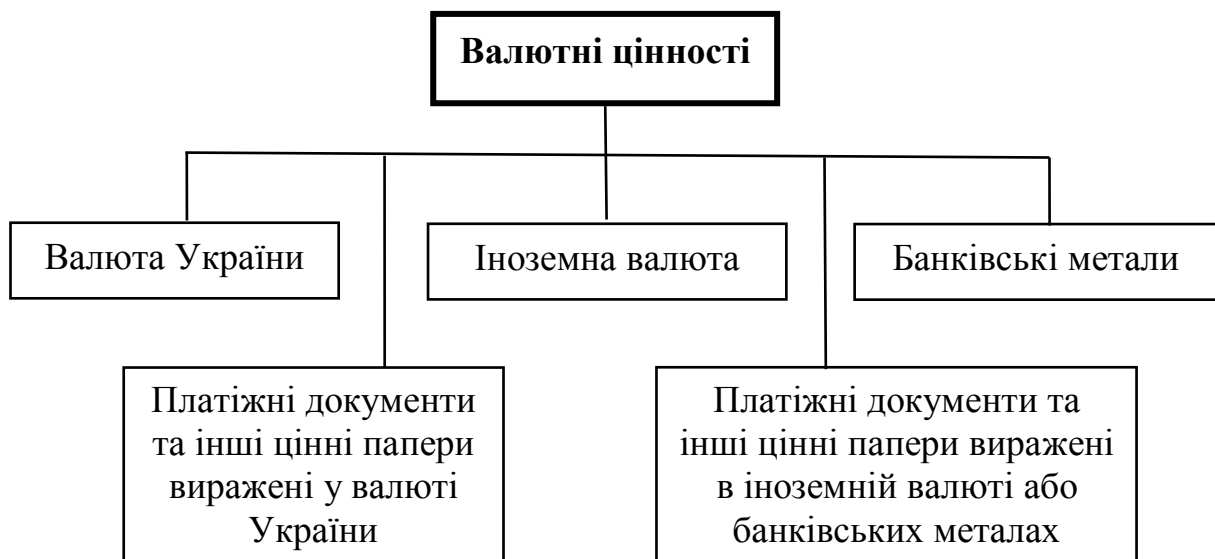 Валютні цінності
Валюта України
Іноземна валюта
Банківські метали
Платіжні документи
та інші цінні папери
виражені у валюті
України
Платіжні документи та
інші цінні папери виражені
в іноземній валюті або
банківських металах